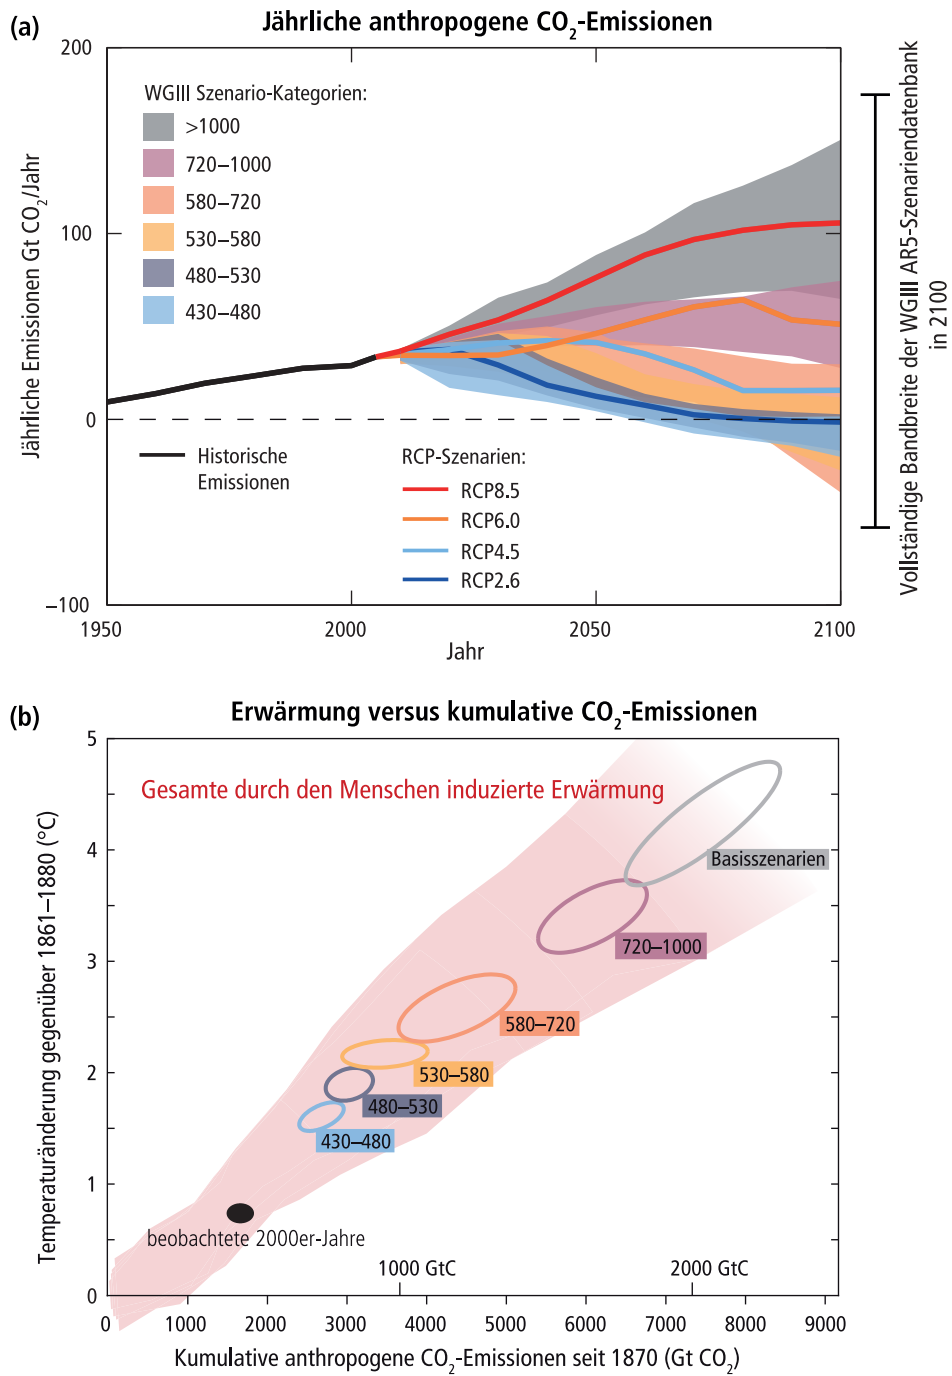 (a)
Jährliche anthropogene CO₂-Emissionen
200
100
0
–100
Jährliche Emissionen Gt CO₂/Jahr
WGIII Szenario-Kategorien:
>1000
720–1000
580–720
530–580
480–530
430–480
Historische
Emissionen
RCP-Szenarien:
RCP8.5
RCP6.0
RCP4.5
RCP2.6
1950
2000
2050
2100
Jahr
Vollständige Bandbreite der WGIII AR5-Szenariendatenbank
in 2100
(b)
Erwärmung versus kumulative CO₂-Emissionen
5
4
3
2
1
0
Temperaturänderung gegenüber 1861–1880 (°C)
Gesamte durch den Menschen induzierte Erwärmung
Basisszenarien
720–1000
580–720
530–580
480–530
430–480
beobachtete 2000er-Jahre
1000 GtC
2000 GtC
0
1000
2000
3000
4000
5000
6000
7000
8000
9000
Kumulative anthropogene CO₂-Emissionen seit 1870 (Gt CO₂)